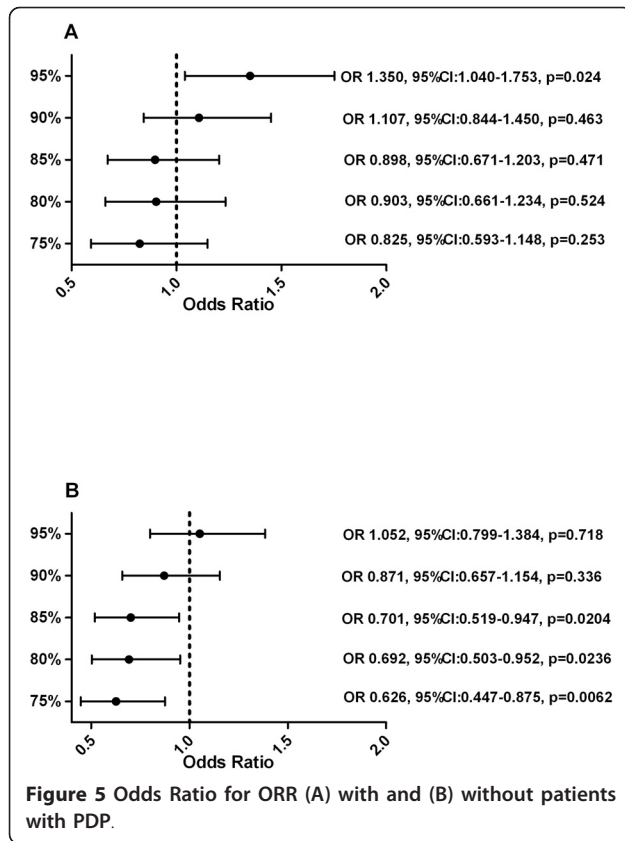 A
95% OR 1.350, 95%CI:1.040-1.753, p=0.024
90% OR 1.107, 95%CI:0.844-1.450, p=0.463
85% OR 0.898, 95%CI:0.671-1.203, p=0.471
80% OR 0.903, 95%CI:0.661-1.234, p=0.524
75% OR 0.825, 95%CI:0.593-1.148, p=0.253
0.5 1.0 1.5 2.0
Odds Ratio
B
95% OR 1.052, 95%CI:0.799-1.384, p=0.718
90% OR 0.871, 95%CI:0.657-1.154, p=0.336
85% OR 0.701, 95%CI:0.519-0.947, p=0.0204
80% OR 0.692, 95%CI:0.503-0.952, p=0.0236
75% OR 0.626, 95%CI:0.447-0.875, p=0.0062
0.5 1.0 1.5 2.0
Odds Ratio
Figure 5 Odds Ratio for ORR (A) with and (B) without patients
with PDP.